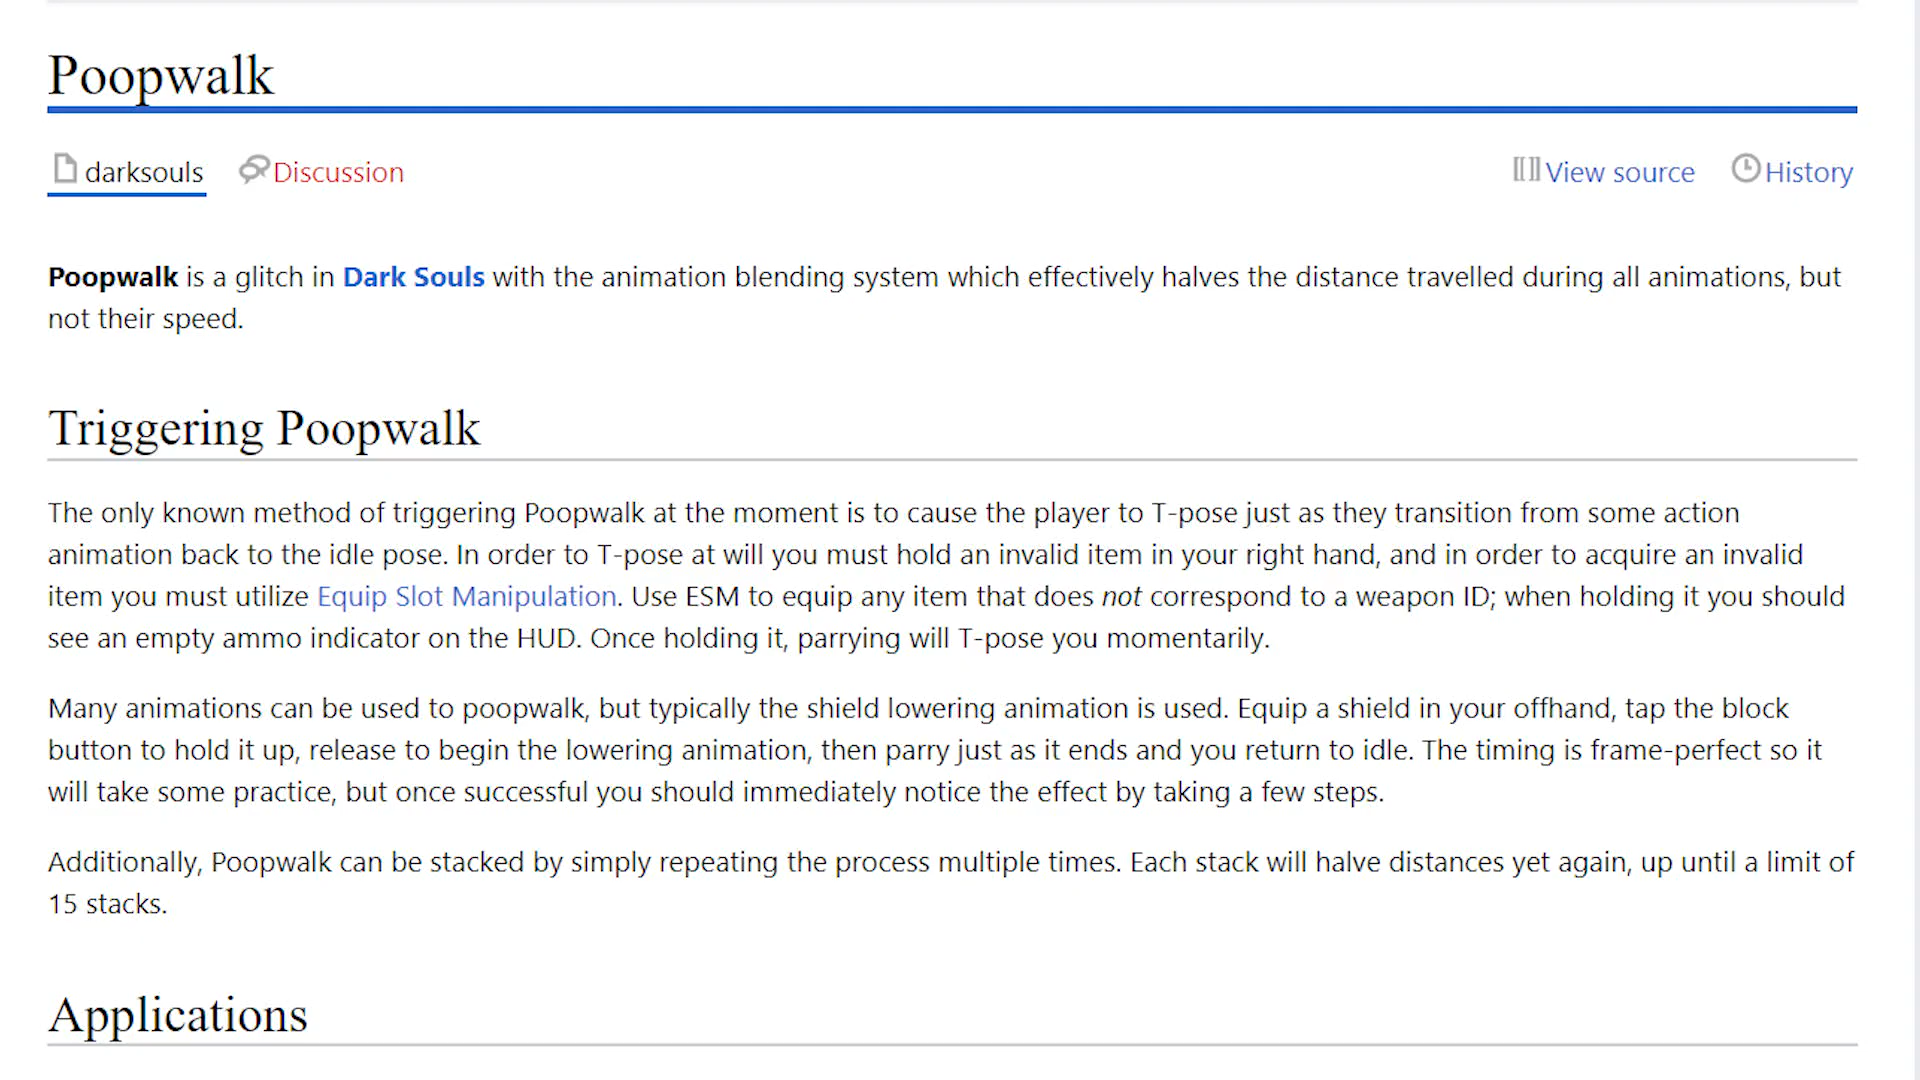 Poopwalk
darksouls Discussion View source History
Poopwalk is a glitch in Dark Souls with the animation blending system which effectively halves the distance travelled during all animations, but
not their speed.
Triggering Poopwalk
The only known method of triggering Poopwalk at the moment is to cause the player to T-pose just as they transition from some action
animation back to the idle pose. In order to T-pose at will you must hold an invalid item in your right hand, and in order to acquire an invalid
item you must utilize Equip Slot Manipulation. Use ESM to equip any item that does not correspond to a weapon ID; when holding it you should
see an empty ammo indicator on the HUD. Once holding it, parrying will T-pose you momentarily.
Many animations can be used to poopwalk, but typically the shield lowering animation is used. Equip a shield in your offhand, tap the block
button to hold it up, release to begin the lowering animation, then parry just as it ends and you return to idle. The timing is frame-perfect so it
will take some practice, but once successful you should immediately notice the effect by taking a few steps.
Additionally, Poopwalk can be stacked by simply repeating the process multiple times. Each stack will halve distances yet again, up until a limit of
15 stacks.
Applications